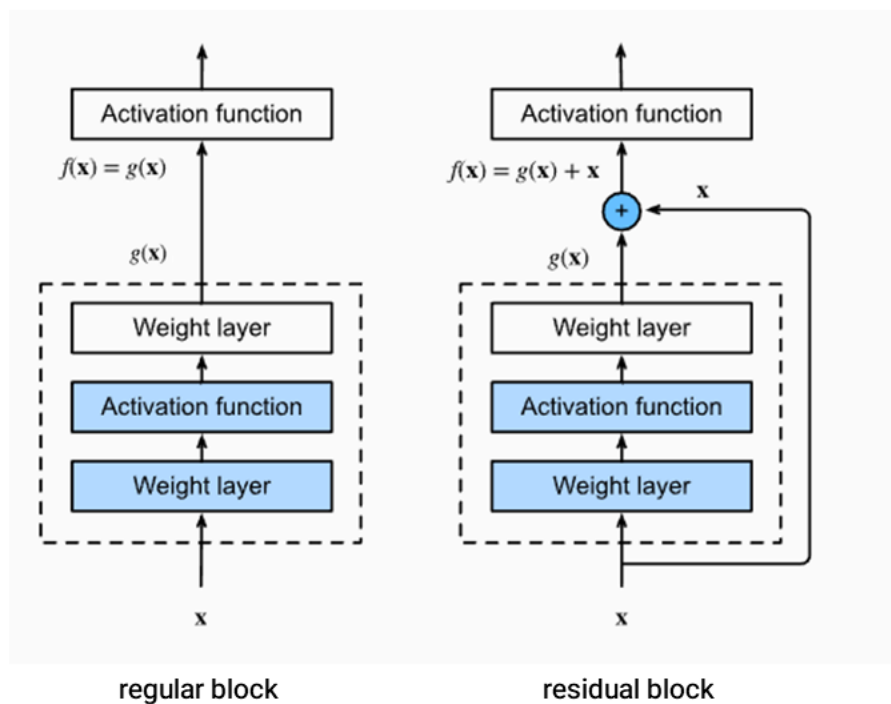 Activation function
f(x) = g(x)
g(x)
Weight layer
Activation function
Weight layer
x
regular block
Activation function
f(x) = g(x) + x
x
+
g(x)
Weight layer
Activation function
Weight layer
x
residual block